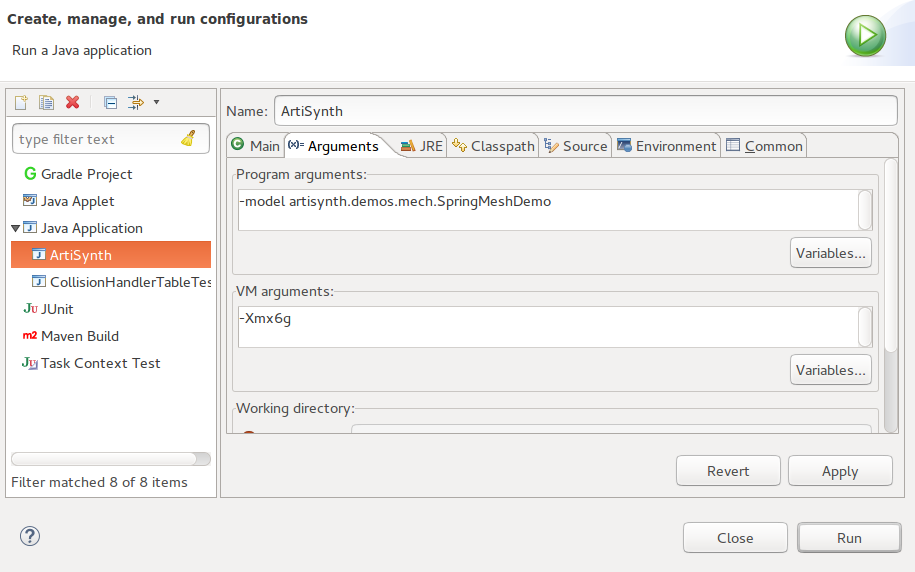 Create, manage, and run configurations
Run a Java application
type filter text
Gradle Project
Java Applet
Java Application
ArtiSynth
CollisionHandlerTableTes
JUnit
Maven Build
Task Context Test
Filter matched 8 of 8 items
Name: ArtiSynth
Main (x)= Arguments JRE Classpath Source Environment Common
Program arguments:
-model artisynth.demos.mech.SpringMeshDemo
Variables...
VM arguments:
-Xmx6g
Variables...
Working directory:
Revert Apply
Close Run